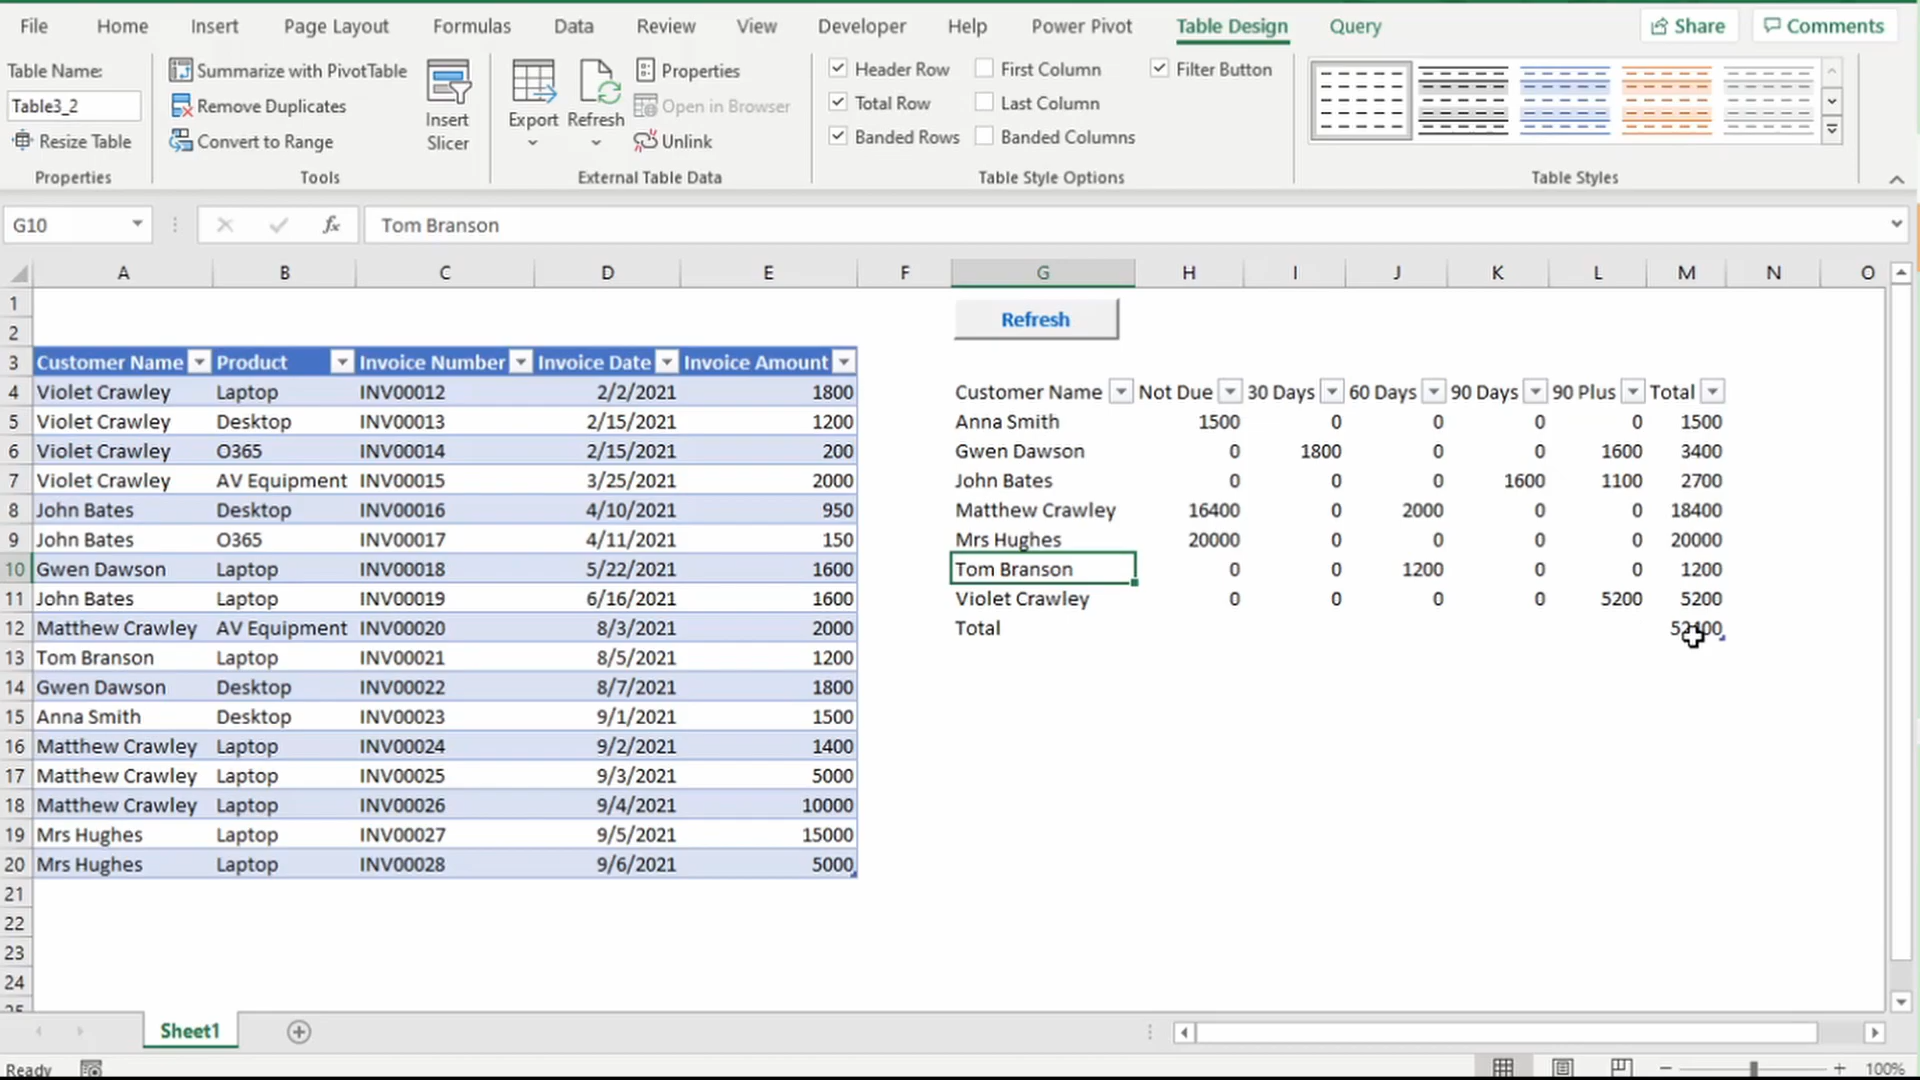 File Home Insert Page Layout Formulas Data Review View Developer Help Power Pivot Table Design Query Share Comments
Table Name: Summarize with PivotTable Properties Header Row First Column Filter Button
Table3_2 Remove Duplicates Insert Slicer Export Refresh Open in Browser Total Row Last Column
Resize Table Convert to Range Unlink Banded Rows Banded Columns
Properties Tools External Table Data Table Style Options Table Styles
G10 fx Tom Branson
A B C D E F G H I J K L M N O
1 Refresh
2
3 Customer Name Product Invoice Number Invoice Date Invoice Amount
4 Violet Crawley Laptop INV00012 2/2/2021 1800 Customer Name Not Due 30 Days 60 Days 90 Days 90 Plus Total
5 Violet Crawley Desktop INV00013 2/15/2021 1200 Anna Smith 1500 0 0 0 0 1500
6 Violet Crawley O365 INV00014 2/15/2021 200 Gwen Dawson 0 1800 0 0 1600 3400
7 Violet Crawley AV Equipment INV00015 3/25/2021 2000 John Bates 0 0 0 1600 1100 2700
8 John Bates Desktop INV00016 4/10/2021 950 Matthew Crawley 16400 0 2000 0 0 18400
9 John Bates O365 INV00017 4/11/2021 150 Mrs Hughes 20000 0 0 0 0 20000
10 Gwen Dawson Laptop INV00018 5/22/2021 1600 Tom Branson 0 0 1200 0 0 1200
11 John Bates Laptop INV00019 6/16/2021 1600 Violet Crawley 0 0 0 0 5200 5200
12 Matthew Crawley AV Equipment INV00020 8/3/2021 2000 Total
13 Tom Branson Laptop INV00021 8/5/2021 1200
14 Gwen Dawson Desktop INV00022 8/7/2021 1800
15 Anna Smith Desktop INV00023 9/1/2021 1500
16 Matthew Crawley Laptop INV00024 9/2/2021 1400
17 Matthew Crawley Laptop INV00025 9/3/2021 5000
18 Matthew Crawley Laptop INV00026 9/4/2021 10000
19 Mrs Hughes Laptop INV00027 9/5/2021 15000
20 Mrs Hughes Laptop INV00028 9/6/2021 5000
21
22
23
24
25
Sheet1
Ready 100%